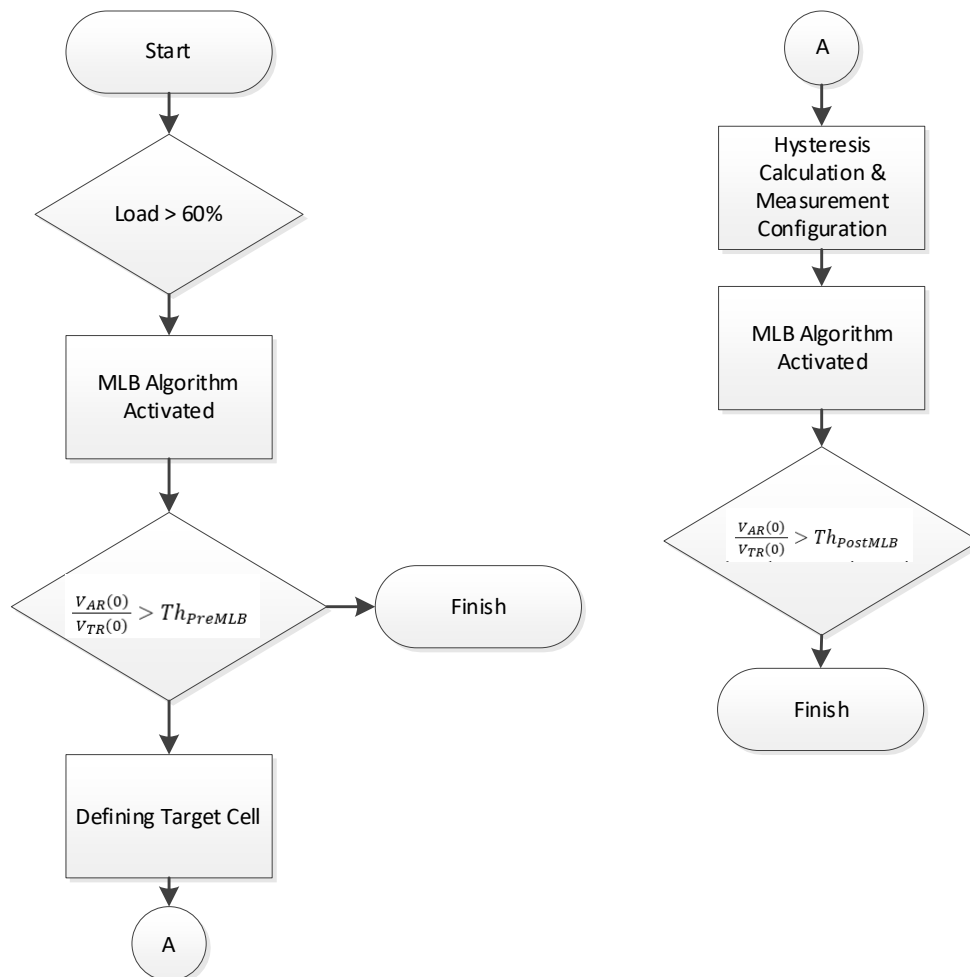 Start
Load > 60%
MLB Algorithm
Activated
V_AR(0)/V_TR(0) > Th_PreMLB
Finish
Defining Target Cell
A
A
Hysteresis
Calculation &
Measurement
Configuration
MLB Algorithm
Activated
V_AR(0)/V_TR(0) > Th_PostMLB
Finish